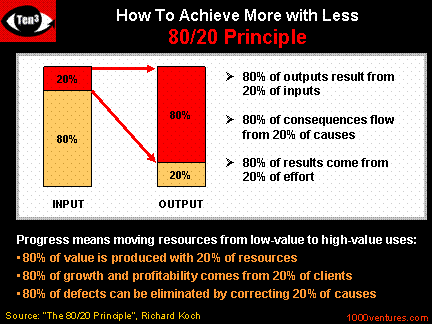 Ten³
How To Achieve More with Less
80/20 Principle
20%
80%
INPUT
80%
20%
OUTPUT
➢ 80% of outputs result from
20% of inputs
➢ 80% of consequences flow
from 20% of causes
➢ 80% of results come from
20% of effort
Progress means moving resources from low-value to high-value uses:
• 80% of value is produced with 20% of resources
• 80% of growth and profitability comes from 20% of clients
• 80% of defects can be eliminated by correcting 20% of causes
Source: "The 80/20 Principle", Richard Koch
1000ventures.com